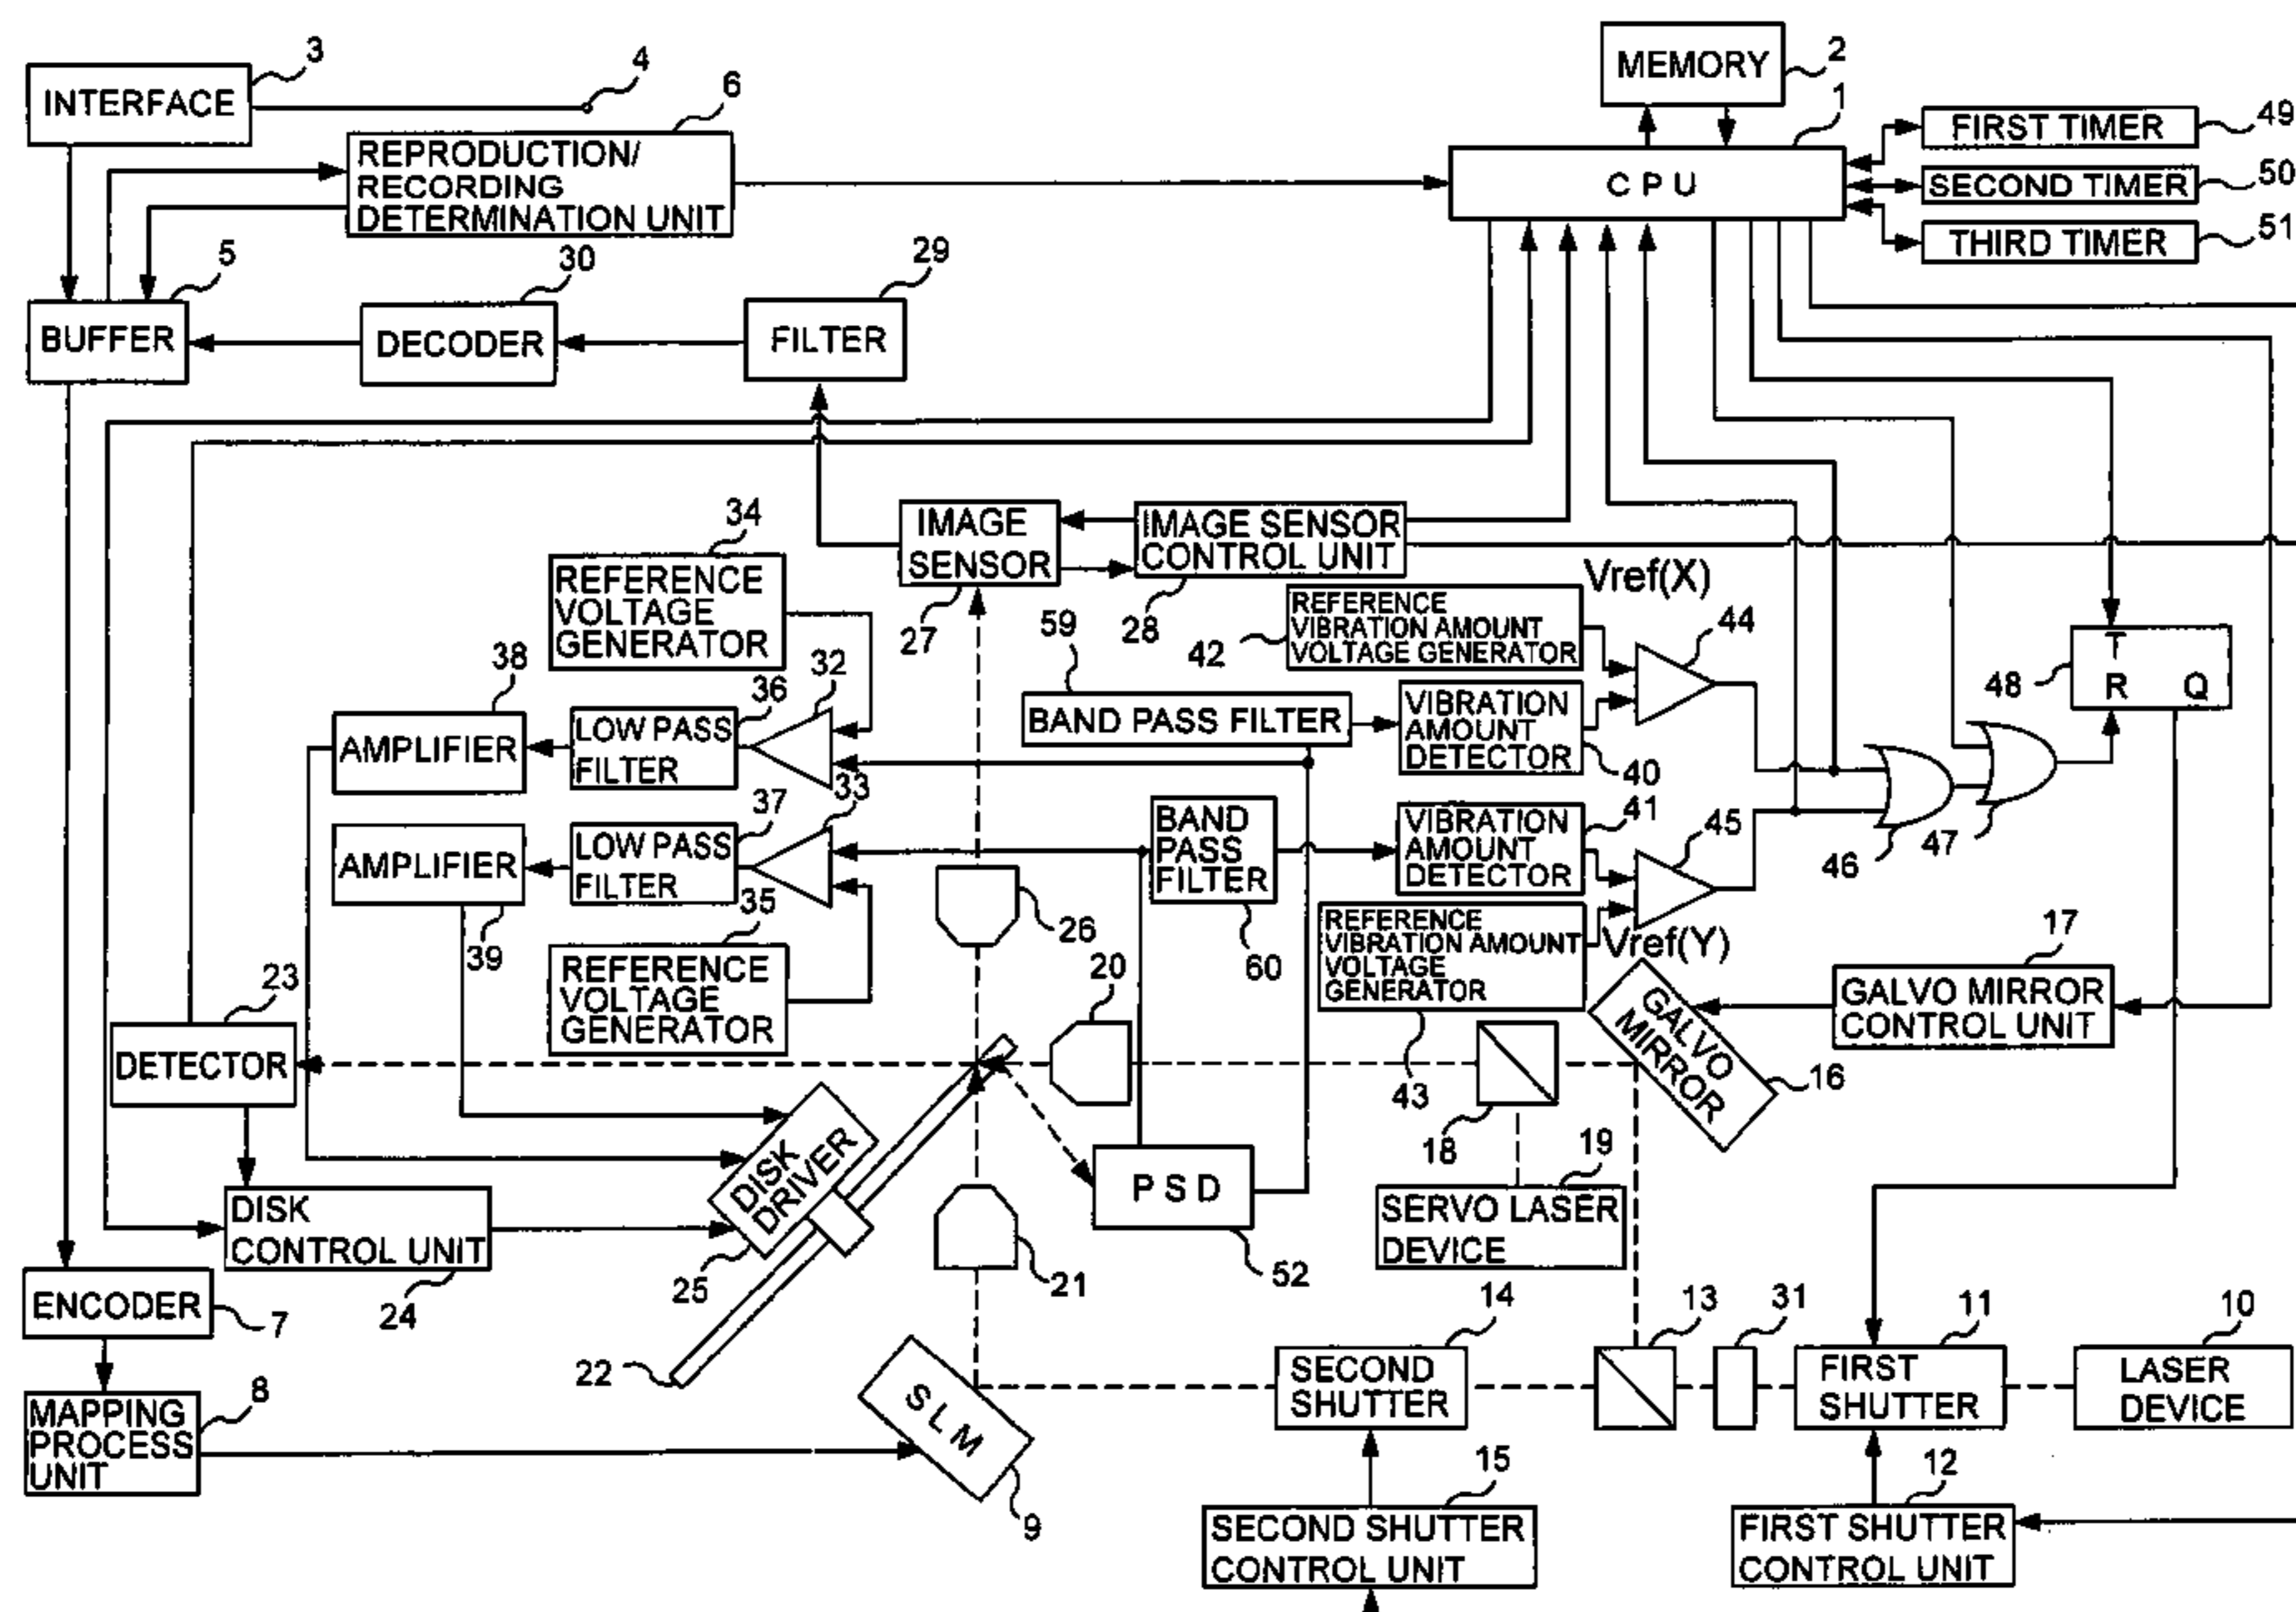 3
INTERFACE
4
6
REPRODUCTION/
RECORDING
DETERMINATION UNIT
MEMORY
2
1
C P U
FIRST TIMER
49
SECOND TIMER
50
THIRD TIMER
51
5
BUFFER
30
DECODER
29
FILTER
34
REFERENCE
VOLTAGE
GENERATOR
IMAGE
SENSOR
27
IMAGE SENSOR
CONTROL UNIT
28
Vref(X)
REFERENCE
VIBRATION AMOUNT
VOLTAGE GENERATOR
42
44
38
AMPLIFIER
36
LOW PASS
FILTER
32
59
BAND PASS FILTER
VIBRATION
AMOUNT
DETECTOR
40
48
T
R Q
33
37
AMPLIFIER
39
LOW PASS
FILTER
BAND
PASS
FILTER
60
VIBRATION
AMOUNT
DETECTOR
41
45
46
47
35
REFERENCE
VOLTAGE
GENERATOR
26
20
REFERENCE
VIBRATION AMOUNT
VOLTAGE
GENERATOR
43
Vref(Y)
17
GALVO MIRROR
CONTROL UNIT
GALVO
MIRROR
16
23
DETECTOR
18
19
SERVO LASER
DEVICE
DISK
DRIVER
25
P S D
52
21
DISK
CONTROL UNIT
24
ENCODER
7
22
14
SECOND
SHUTTER
13
31
11
FIRST
SHUTTER
10
LASER
DEVICE
8
MAPPING
PROCESS
UNIT
S L M
9
15
SECOND SHUTTER
CONTROL UNIT
12
FIRST SHUTTER
CONTROL UNIT